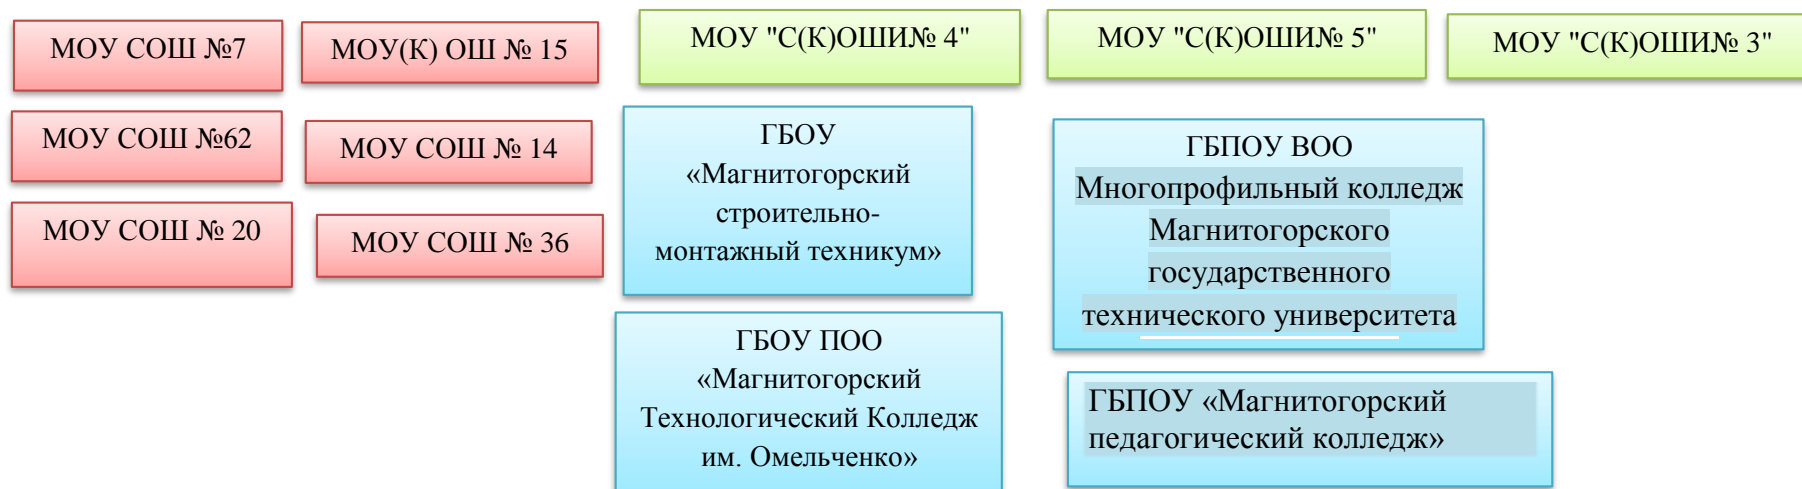 МОУ СОШ №7
МОУ(К) ОШ № 15
МОУ "С(К)ОШИ№ 4"
МОУ "С(К)ОШИ№ 5"
МОУ "С(К)ОШИ№ 3"
МОУ СОШ №62
МОУ СОШ № 14
МОУ СОШ № 20
МОУ СОШ № 36
ГБОУ
«Магнитогорский
строительно-
монтажный техникум»
ГБПОУ ВОО
Многопрофильный колледж
Магнитогорского
государственного
технического университета
ГБОУ ПОО
«Магнитогорский
Технологический Колледж
им. Омельченко»
ГБПОУ «Магнитогорский
педагогический колледж»